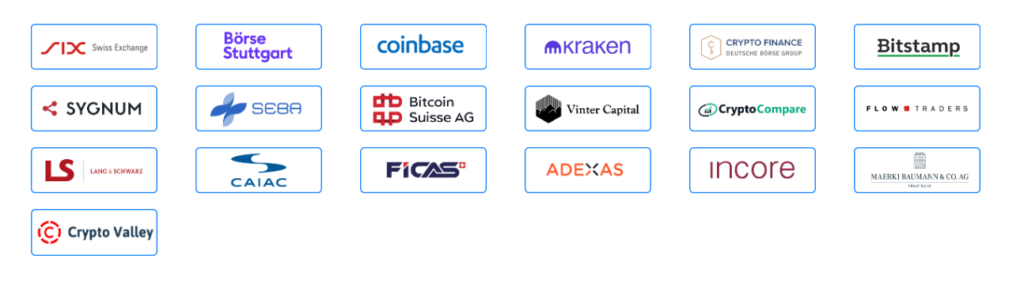 SIX Swiss Exchange
Börse
Stuttgart
coinbase
kraken
CRYPTO FINANCE
DEUTSCHE BÖRSE GROUP
Bitstamp
SYGNUM
SEBA
Bitcoin
Suisse AG
Vinter Capital
CryptoCompare
FLOW TRADERS
LS LANG & SCHWARZ
CAIAC
FiCAS
ADEXAS
incore
MAERKI BAUMANN & CO. AG
PRIVATBANK
Crypto Valley